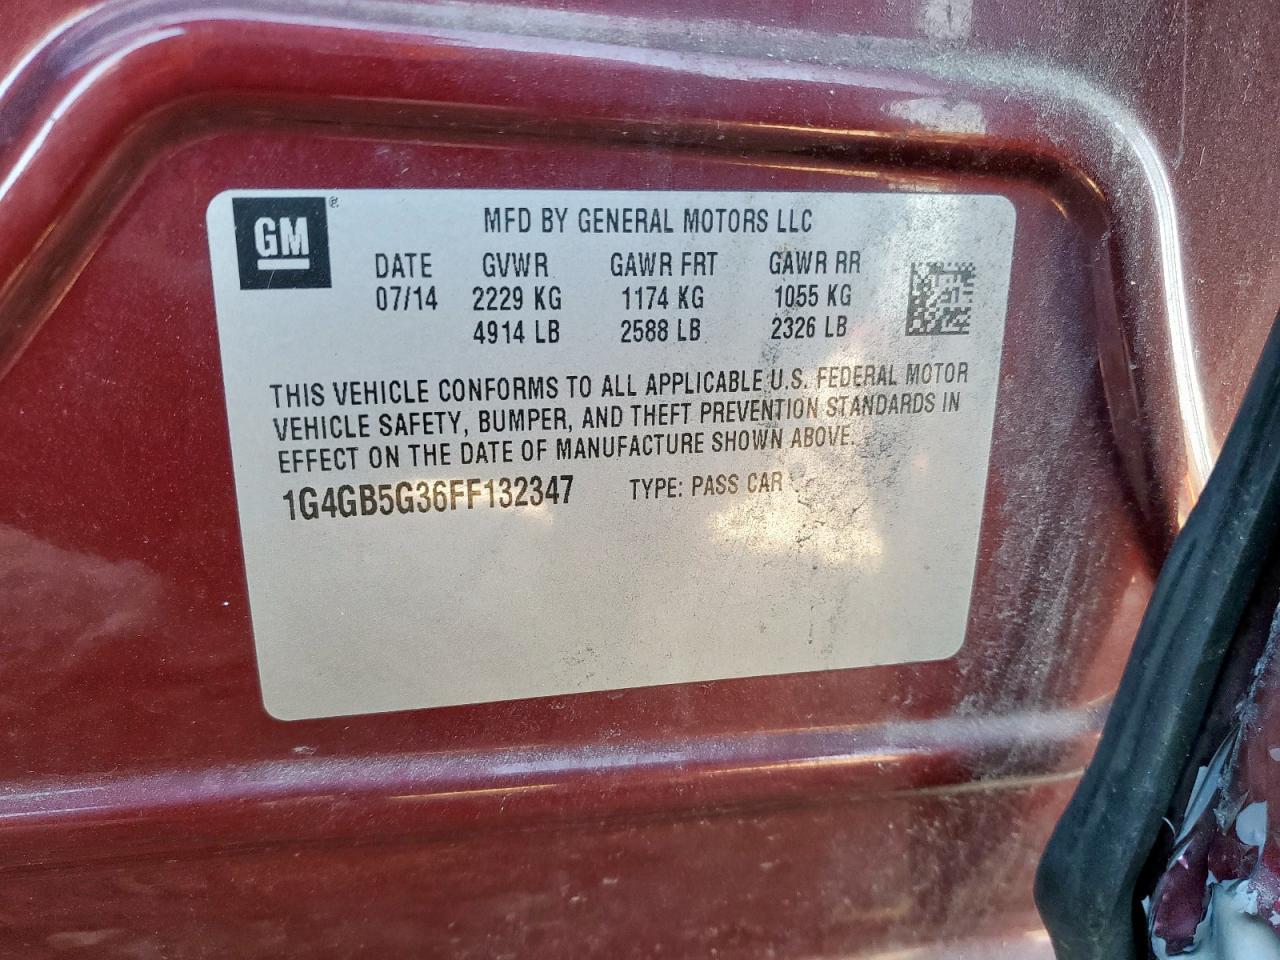 GM®
MFD BY GENERAL MOTORS LLC
DATE GVWR GAWR FRT GAWR RR
07/14 2229 KG 1174 KG 1055 KG
4914 LB 2588 LB 2326 LB
THIS VEHICLE CONFORMS TO ALL APPLICABLE U.S. FEDERAL MOTOR
VEHICLE SAFETY, BUMPER, AND THEFT PREVENTION STANDARDS IN
EFFECT ON THE DATE OF MANUFACTURE SHOWN ABOVE.
1G4GB5G36FF132347 TYPE: PASS CAR